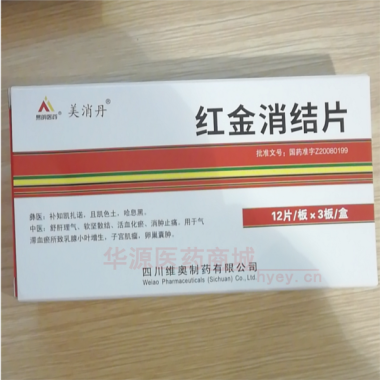 美消丹®
红金消结片
批准文号：国药准字Z20080199
12片/板×3板/盒
彝医：补知凯扎诺，且凯色土，哈息黑。
中医：舒肝理气，软坚散结，活血化瘀，消肿止痛，用于气
滞血瘀所致乳腺小叶增生，子宫肌瘤，卵巢囊肿。
华源医药商城
hyey.cn
四川维奥制药有限公司
Weiao Pharmaceuticals (Sichuan) Co., Ltd.